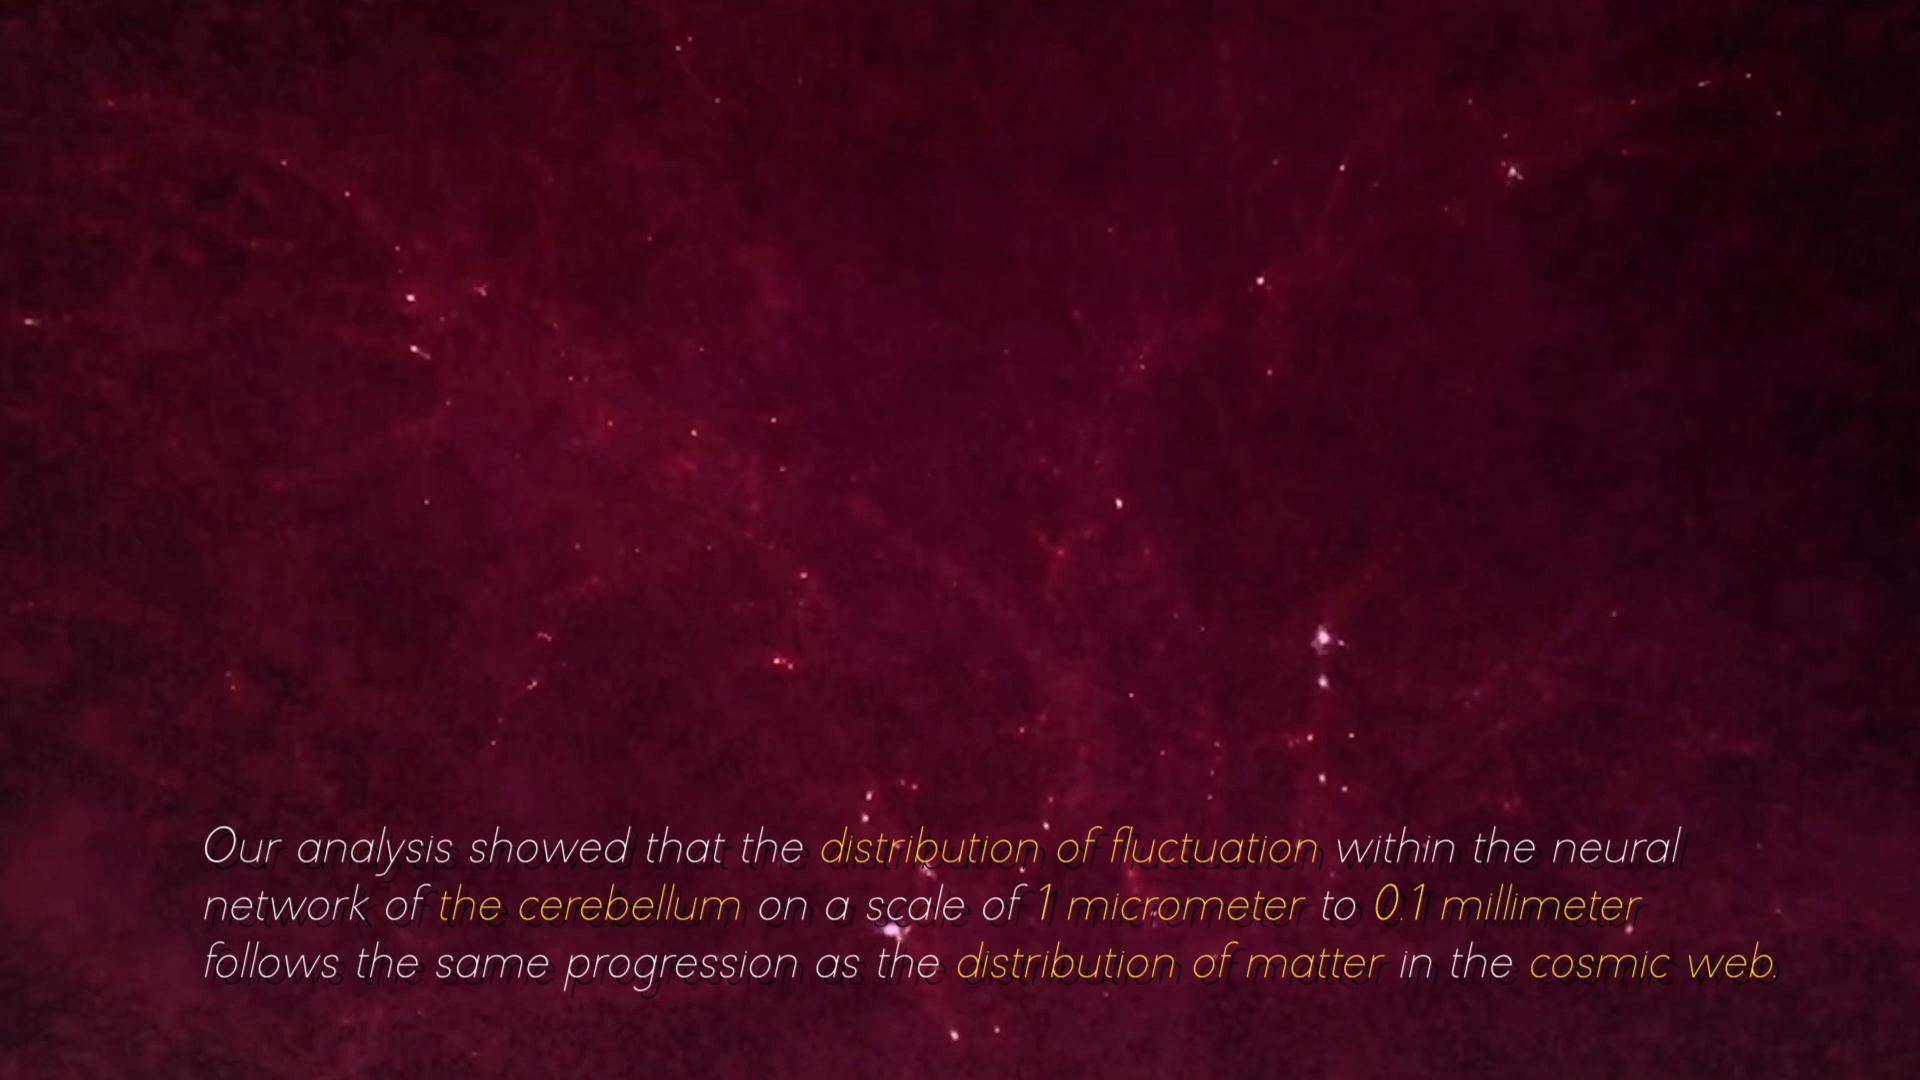 Our analysis showed that the distribution of fluctuation within the neural
network of the cerebellum on a scale of 1 micrometer to 0.1 millimeter
follows the same progression as the distribution of matter in the cosmic web.